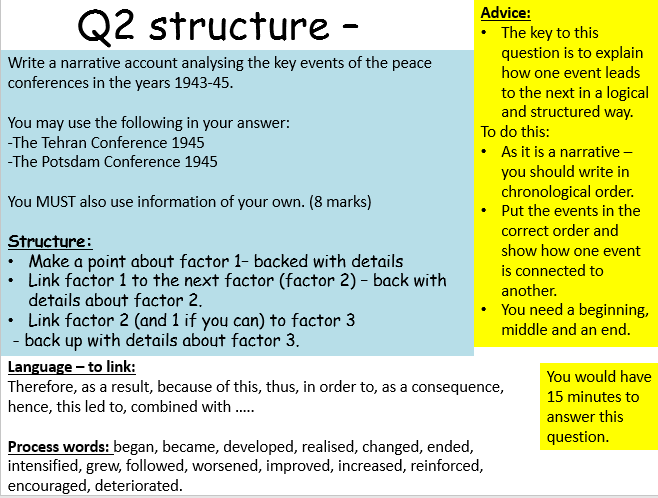 Q2 structure –
Write a narrative account analysing the key events of the peace
conferences in the years 1943-45.
You may use the following in your answer:
-The Tehran Conference 1945
-The Potsdam Conference 1945
You MUST also use information of your own. (8 marks)
Structure:
• Make a point about factor 1– backed with details
• Link factor 1 to the next factor (factor 2) – back with
details about factor 2.
• Link factor 2 (and 1 if you can) to factor 3
- back up with details about factor 3.
Language – to link:
Therefore, as a result, because of this, thus, in order to, as a consequence,
hence, this led to, combined with …..
Process words: began, became, developed, realised, changed, ended,
intensified, grew, followed, worsened, improved, increased, reinforced,
encouraged, deteriorated.
Advice:
• The key to this
question is to explain
how one event leads
to the next in a logical
and structured way.
To do this:
• As it is a narrative –
you should write in
chronological order.
• Put the events in the
correct order and
show how one event
is connected to
another.
• You need a beginning,
middle and an end.
You would have
15 minutes to
answer this
question.